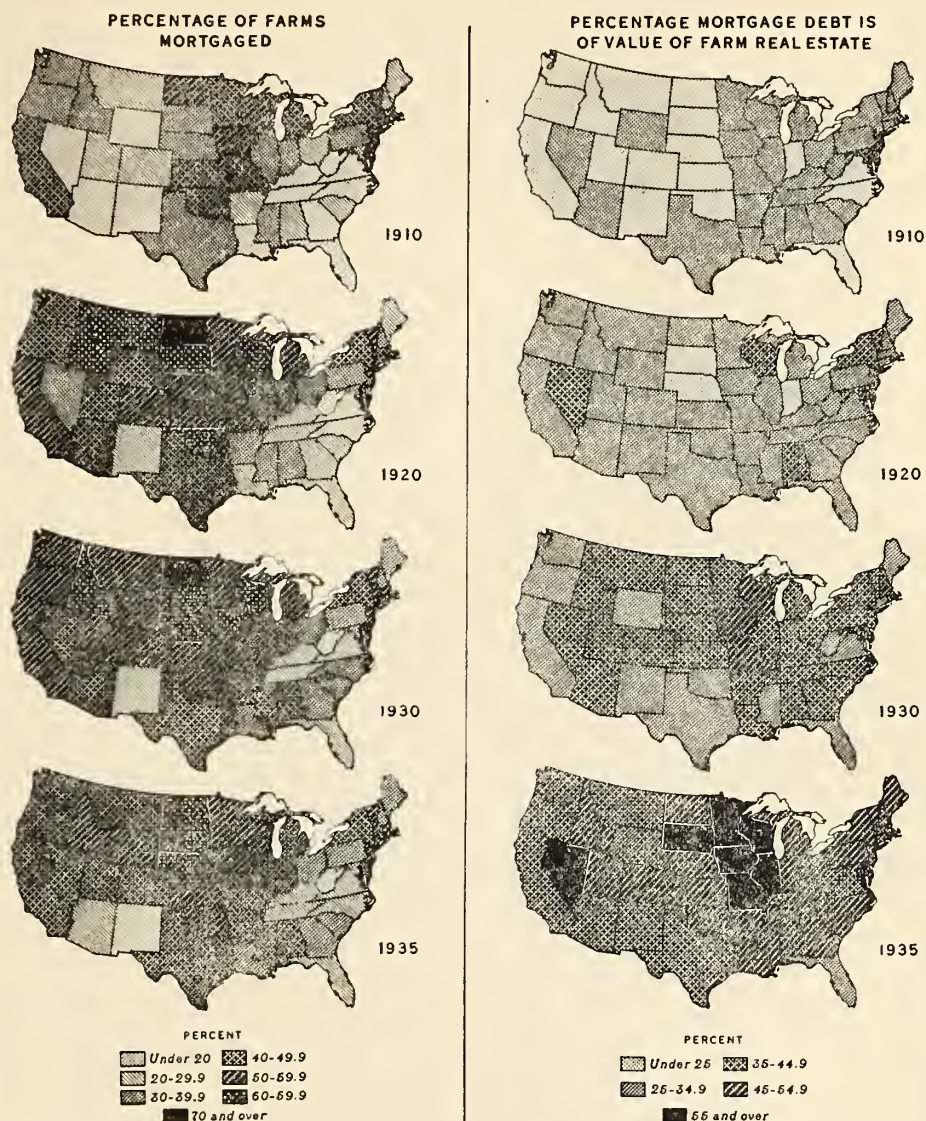 PERCENTAGE OF FARMS
MORTGAGED
1910
1920
1930
1935
PERCENT
Under 20
40-49.9
20-29.9
50-59.9
30-39.9
60-69.9
70 and over
PERCENTAGE MORTGAGE DEBT IS
OF VALUE OF FARM REAL ESTATE
1910
1920
1930
1935
PERCENT
Under 25
35-44.9
25-34.9
45-54.9
55 and over